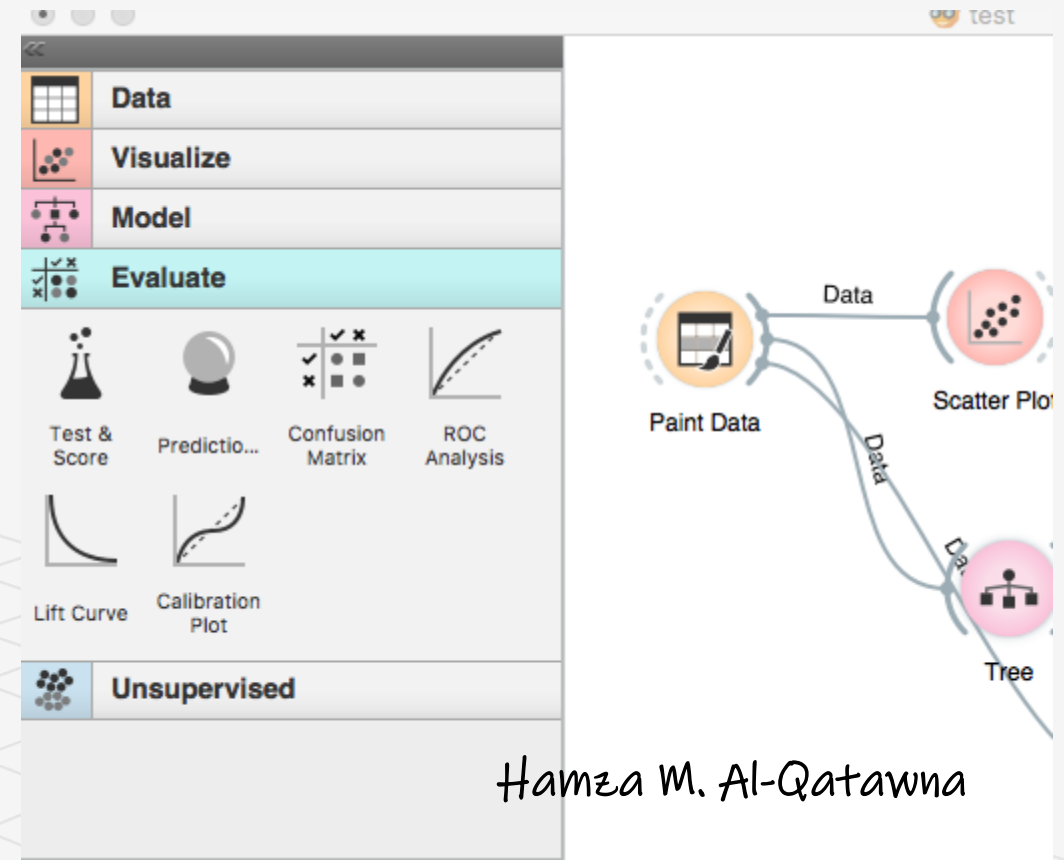 test
Data
Visualize
Model
Evaluate
Test &
Score
Predictio...
Confusion
Matrix
ROC
Analysis
Lift Curve
Calibration
Plot
Unsupervised
Data
Scatter Plot
Paint Data
Data
Data
Tree
Hamza M. Al-Qatawna